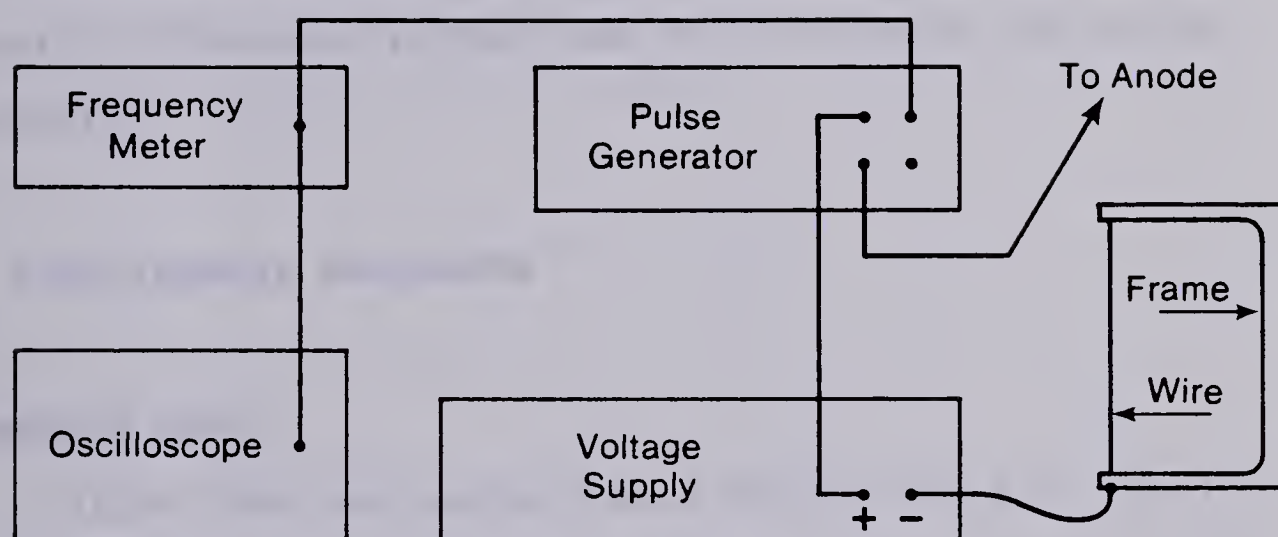 Frequency
Meter
Pulse
Generator
To Anode
Frame
Wire
Oscilloscope
Voltage
Supply
+ −